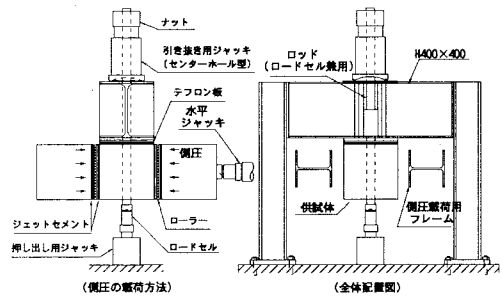 ナット
引き抜き用ジャッキ
(センターホール型)
テフロン板
水平
ジャッキ
側圧
ジェットセメント
ローラー
押し出し用ジャッキ
ロードセル
(側圧の載荷方法)
ロッド
(ロードセル兼用)
H400×400
供試体
側圧載荷用
フレーム
(全体配置図)